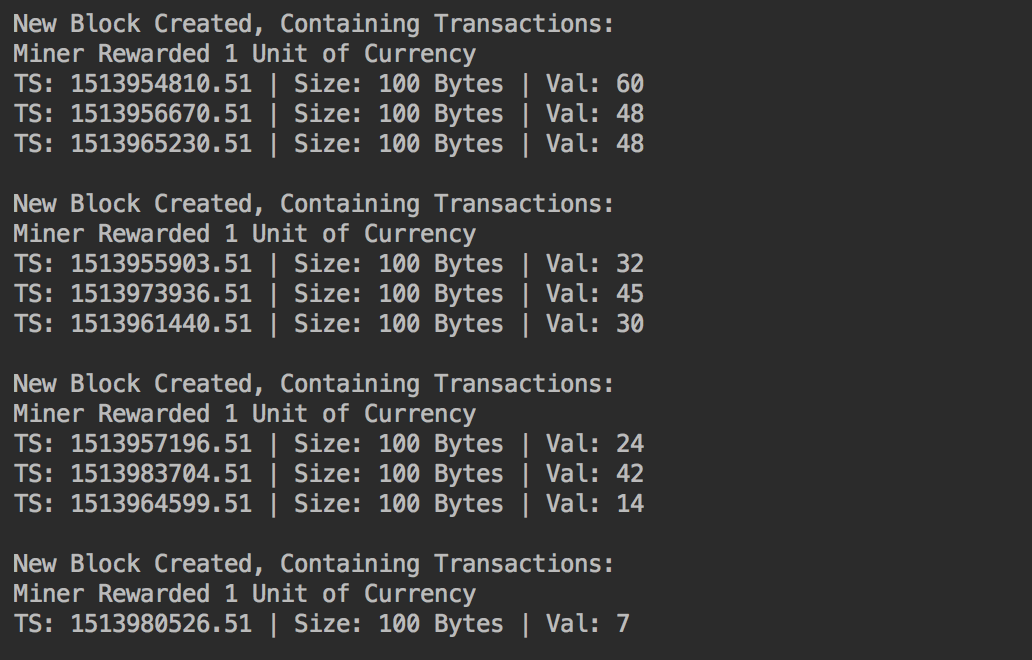 New Block Created, Containing Transactions:
Miner Rewarded 1 Unit of Currency
TS: 1513954810.51 | Size: 100 Bytes | Val: 60
TS: 1513956670.51 | Size: 100 Bytes | Val: 48
TS: 1513965230.51 | Size: 100 Bytes | Val: 48
New Block Created, Containing Transactions:
Miner Rewarded 1 Unit of Currency
TS: 1513955903.51 | Size: 100 Bytes | Val: 32
TS: 1513973936.51 | Size: 100 Bytes | Val: 45
TS: 1513961440.51 | Size: 100 Bytes | Val: 30
New Block Created, Containing Transactions:
Miner Rewarded 1 Unit of Currency
TS: 1513957196.51 | Size: 100 Bytes | Val: 24
TS: 1513983704.51 | Size: 100 Bytes | Val: 42
TS: 1513964599.51 | Size: 100 Bytes | Val: 14
New Block Created, Containing Transactions:
Miner Rewarded 1 Unit of Currency
TS: 1513980526.51 | Size: 100 Bytes | Val: 7